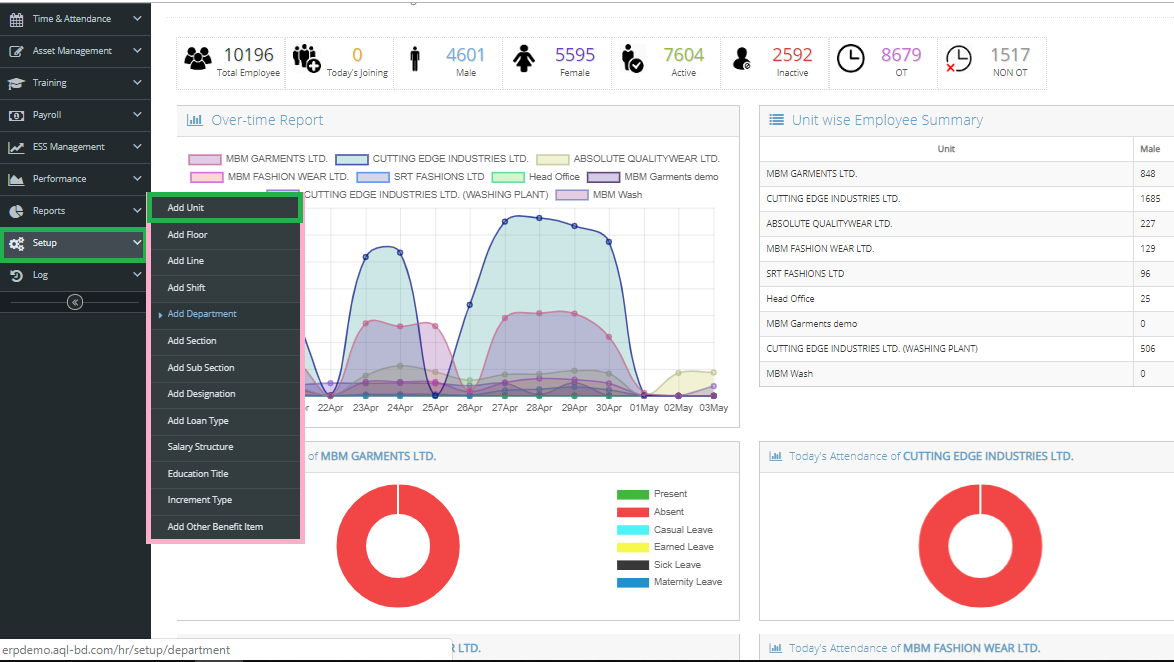 Time & Attendance
Asset Management
Training
Payroll
ESS Management
Performance
Reports
Setup
Log
Add Unit
Add Floor
Add Line
Add Shift
Add Department
Add Section
Add Sub Section
Add Designation
Add Loan Type
Salary Structure
Education Title
Increment Type
Add Other Benefit Item
10196
Total Employee
0
Today's Joining
4601
Male
5595
Female
7604
Active
2592
Inactive
8679
OT
1517
NON OT
Over-time Report
MBM GARMENTS LTD. CUTTING EDGE INDUSTRIES LTD. ABSOLUTE QUALITYWEAR LTD.
MBM FASHION WEAR LTD. SRT FASHIONS LTD Head Office MBM Garments demo
CUTTING EDGE INDUSTRIES LTD. (WASHING PLANT) MBM Wash
22Apr 23Apr 24Apr 25Apr 26Apr 27Apr 28Apr 29Apr 30Apr 01May 02May 03May
Unit wise Employee Summary
Unit Male
MBM GARMENTS LTD. 848
CUTTING EDGE INDUSTRIES LTD. 1685
ABSOLUTE QUALITYWEAR LTD. 227
MBM FASHION WEAR LTD. 129
SRT FASHIONS LTD 96
Head Office 25
MBM Garments demo 0
CUTTING EDGE INDUSTRIES LTD. (WASHING PLANT) 506
MBM Wash 0
of MBM GARMENTS LTD.
Present
Absent
Casual Leave
Earned Leave
Sick Leave
Maternity Leave
Today's Attendance of CUTTING EDGE INDUSTRIES LTD.
LTD.
Today's Attendance of MBM FASHION WEAR LTD.
erpdemo.aql-bd.com/hr/setup/department